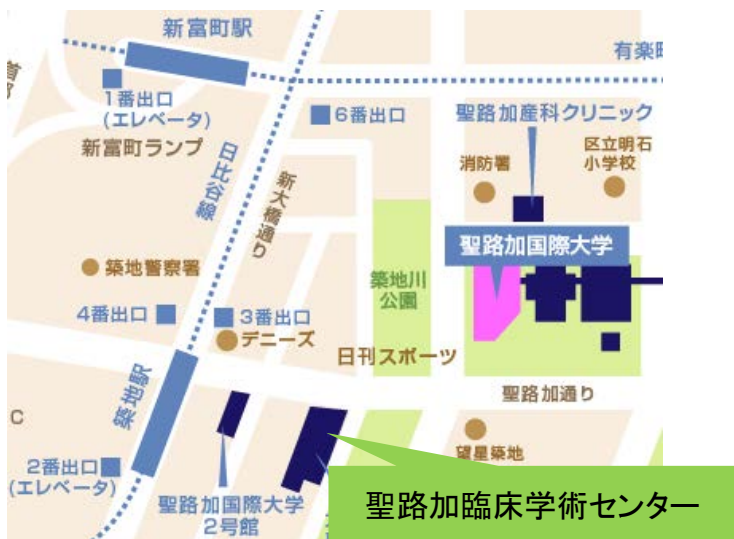 新富町駅
有楽町
1番出口
(エレベータ)
6番出口
聖路加産科クリニック
新富町ランプ
日比谷線
新大橋通り
消防署
区立明石
小学校
聖路加国際大学
築地警察署
築地川
公園
4番出口
3番出口
デニーズ
日刊スポーツ
築地駅
聖路加通り
C
望星築地
2番出口
(エレベータ)
聖路加国際大学
2号館
聖路加臨床学術センター